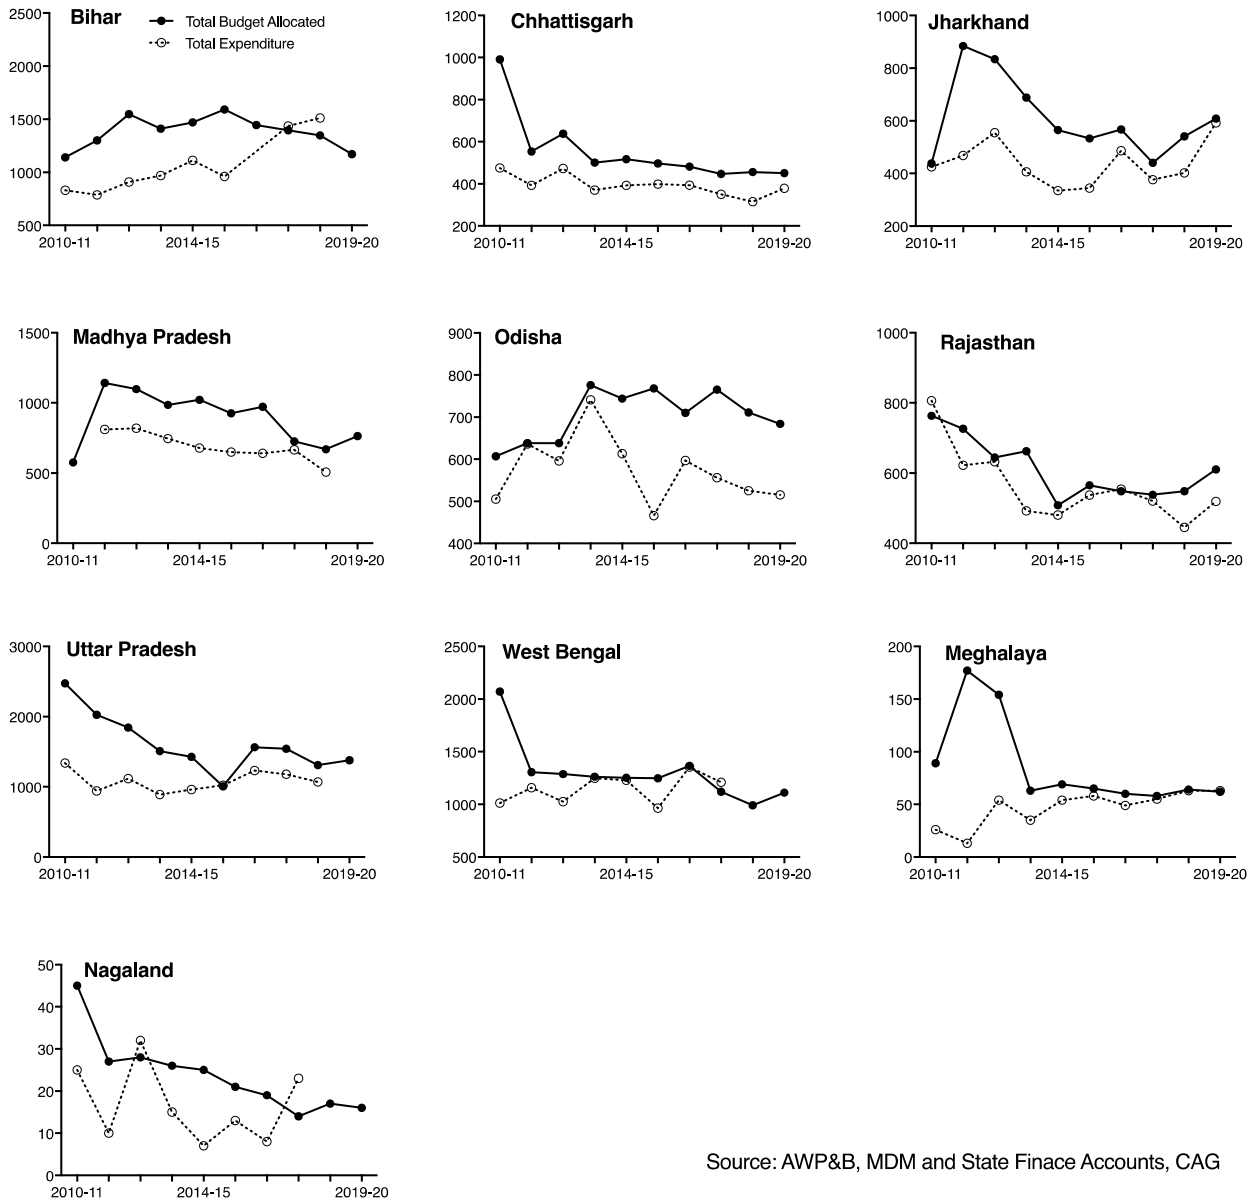 Bihar
Total Budget Allocated
Total Expenditure
2500
2000
1500
1000
500
2010-11 2014-15 2019-20
Chhattisgarh
1200
1000
800
600
400
200
2010-11 2014-15 2019-20
Jharkhand
1000
800
600
400
200
2010-11 2014-15 2019-20
Madhya Pradesh
1500
1000
500
0
2010-11 2014-15 2019-20
Odisha
900
800
700
600
500
400
2010-11 2014-15 2019-20
Rajasthan
1000
800
600
400
2010-11 2014-15 2019-20
Uttar Pradesh
3000
2000
1000
0
2010-11 2014-15 2019-20
West Bengal
2500
2000
1500
1000
500
2010-11 2014-15 2019-20
Meghalaya
200
150
100
50
0
2010-11 2014-15 2019-20
Nagaland
50
40
30
20
10
0
2010-11 2014-15 2019-20
Source: AWP&B, MDM and State Finace Accounts, CAG